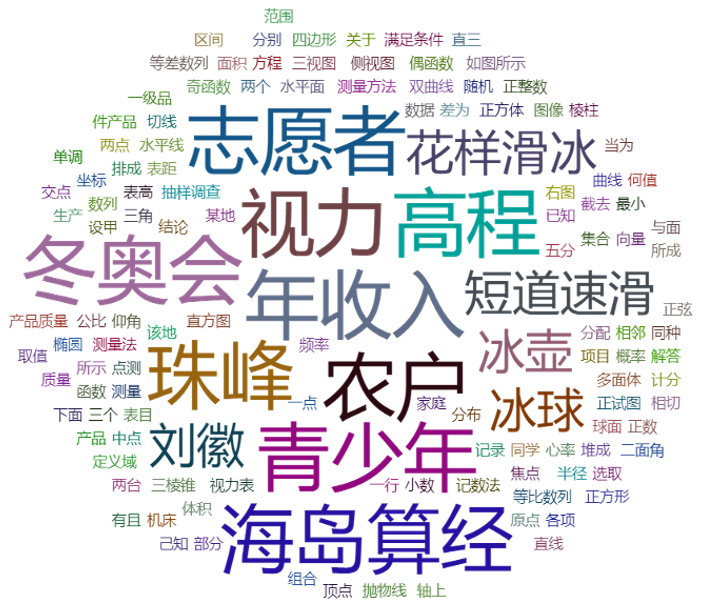 范围
区间 分别 四边形 关于 满足条件 直三
等差数列 面积 方程 三视图 侧视图 偶函数 如图所示
奇函数 两个 水平面 测量方法 双曲线 随机 正整数
一级品 数据 差为 正方体 图像 棱柱
件产品 切线 志愿者 花样滑冰
两点 水平线 当为
单调 排成 表距 视力 高程 右图 曲线 何值
坐标
交点 表高 抽样调查 已知 截去 最小
数列
生产 三角 某地 集合 向量 与面
设甲 结论 五分 所成
冬奥会 年收入 短道速滑
正弦
产品质量 公比 仰角 直方图 该地 频率 冰壶 分配 相邻 同种
椭圆 测量法
取值 所示 点测 珠峰 农户 项目 概率 解答
质量 函数 测量 多面体 计分
一点 家庭 冰球 正试图 相切
下面 三个 表目 分布 球面 正数
产品 中点 刘徽 青少年 记录 同学 心率 堆成 二面角
定义域 焦点 半径 选取
两台 三棱锥 视力表 一行 小数 记数法 等比数列 正方形
体积 海岛算经
有且 机床 原点 各项
己知 部分 直线
组合
顶点 抛物线 轴上